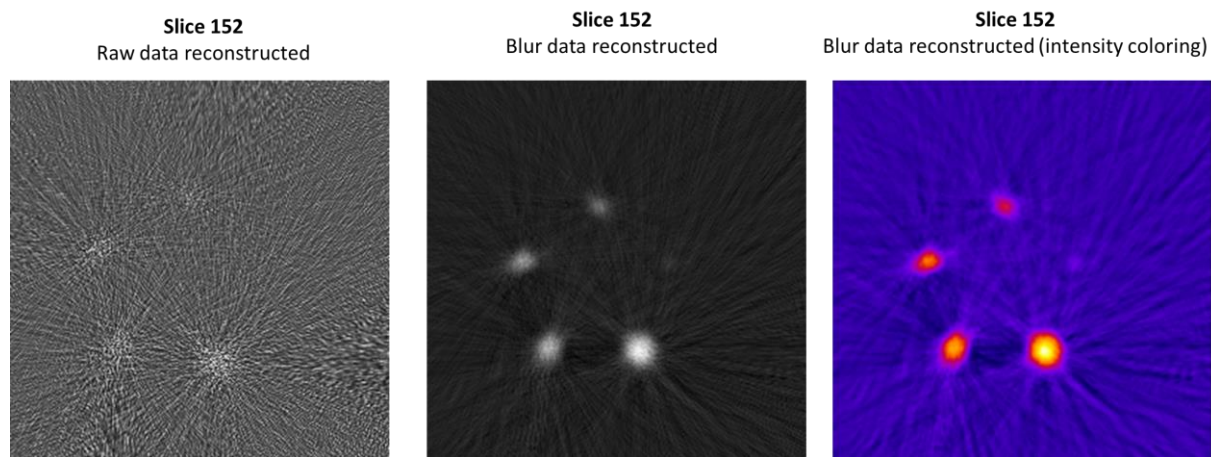 Slice 152
Raw data reconstructed
Slice 152
Blur data reconstructed
Slice 152
Blur data reconstructed (intensity coloring)